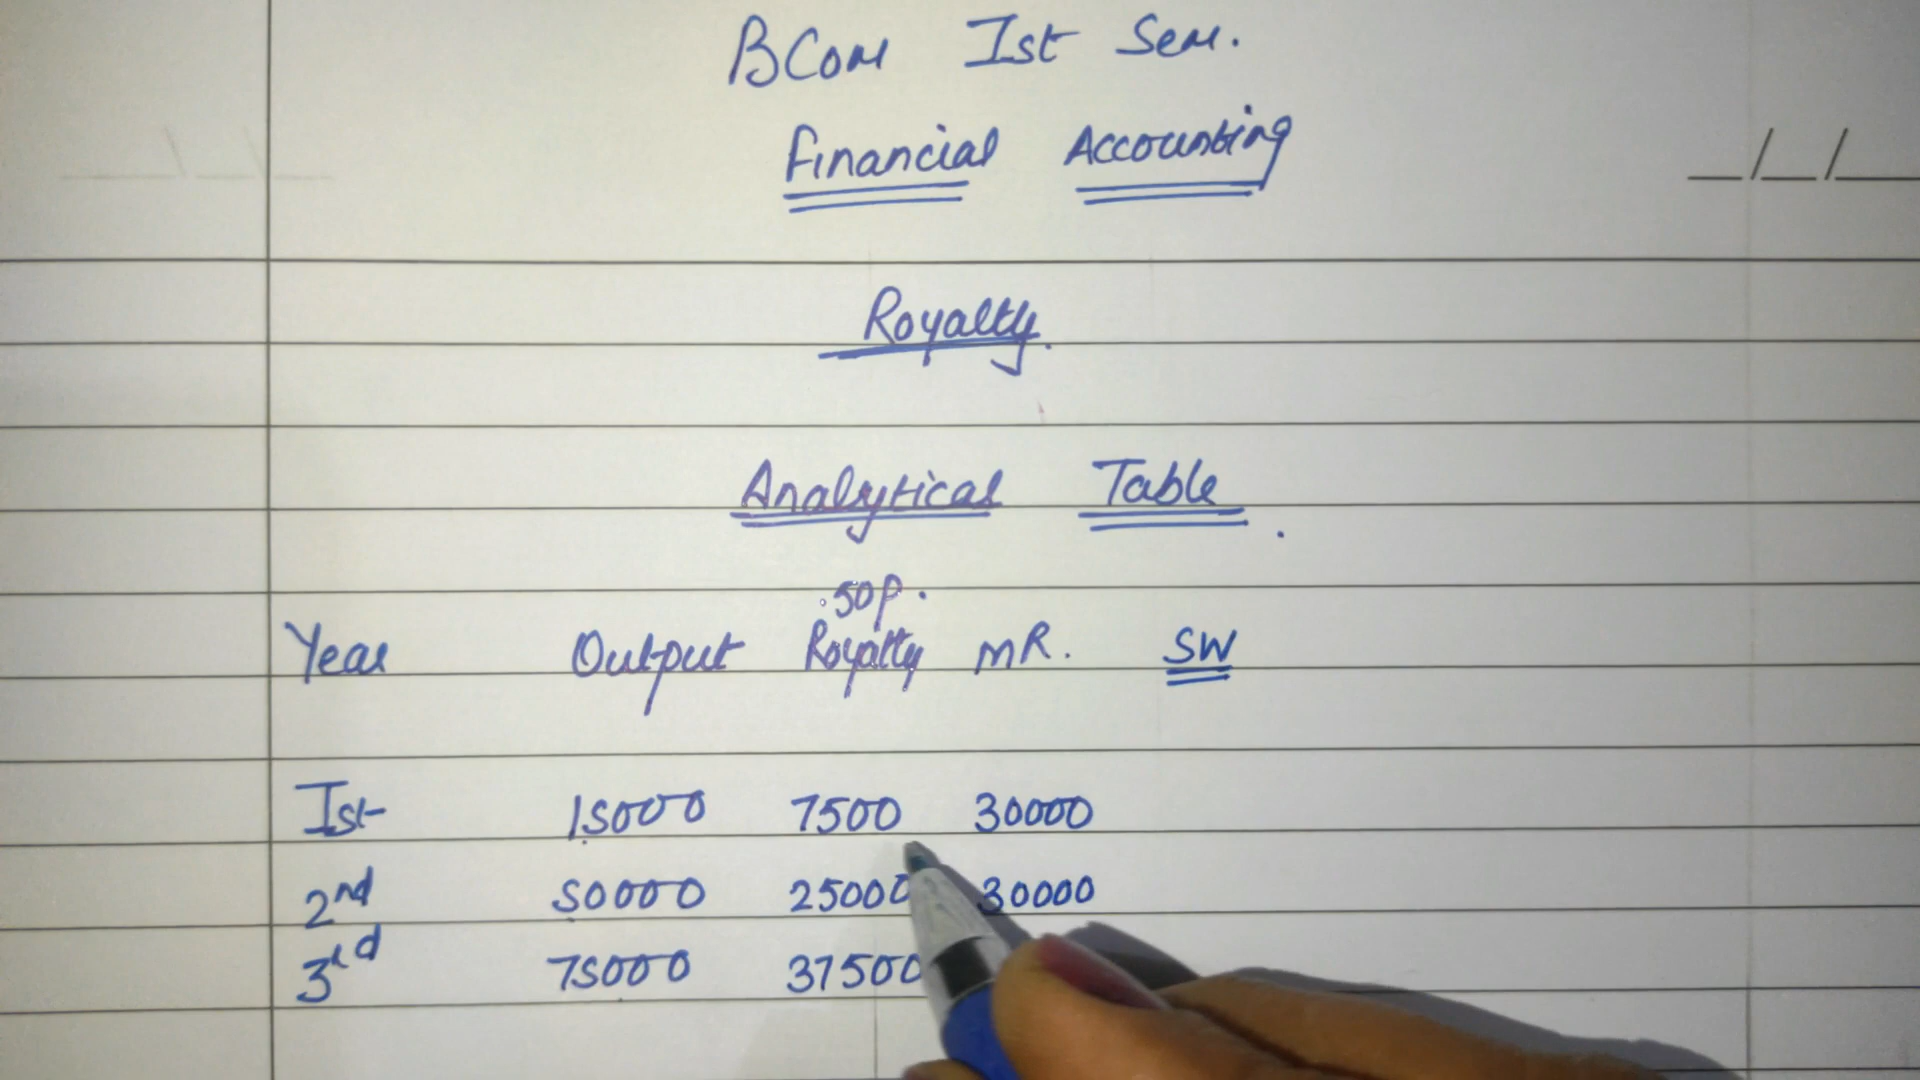 BCom Ist Sem.
Financial Accounting
_/_/_
Royalty.
Analytical Table.
.50p.
Year Output Royalty MR. SW
Ist 15000 7500 30000
2nd 50000 25000 30000
3rd 75000 37500